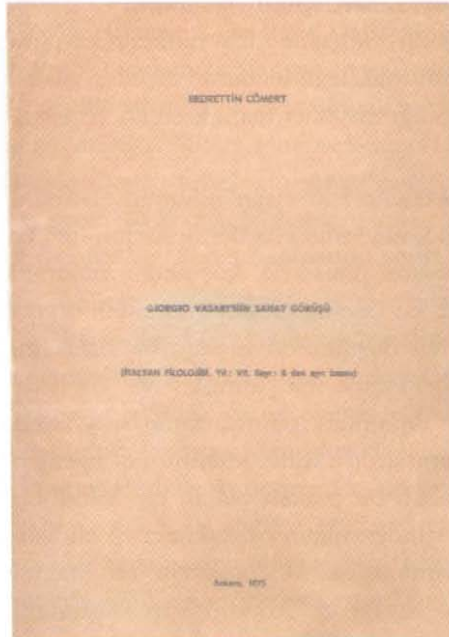 BEDRETTİN CÖMERT
GIORGIO VASARI'NİN SANAT GÖRÜŞÜ
(İTALYAN FİLOLOJİSİ, Yıl: VII, Sayı: 8 den ayrı basım)
Ankara, 1975